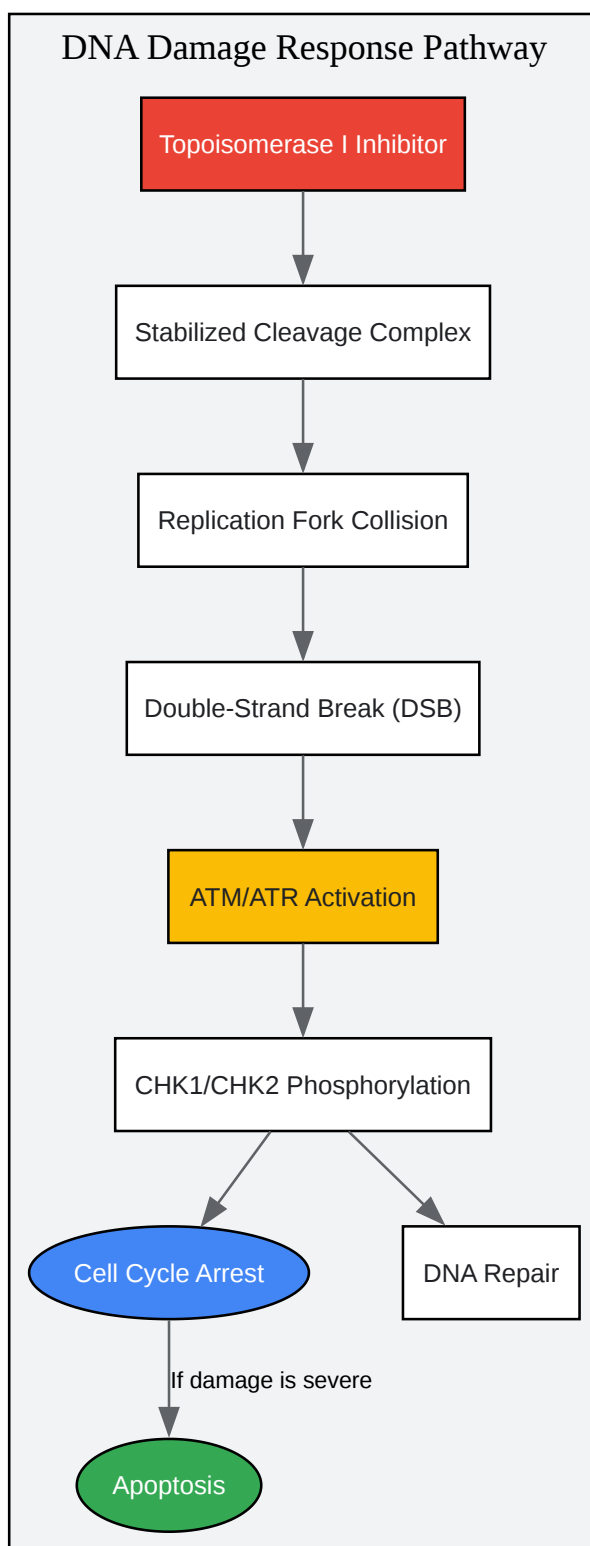 DNA Damage Response Pathway
Topoisomerase I Inhibitor
Stabilized Cleavage Complex
Replication Fork Collision
Double-Strand Break (DSB)
ATM/ATR Activation
CHK1/CHK2 Phosphorylation
Cell Cycle Arrest
DNA Repair
If damage is severe
Apoptosis